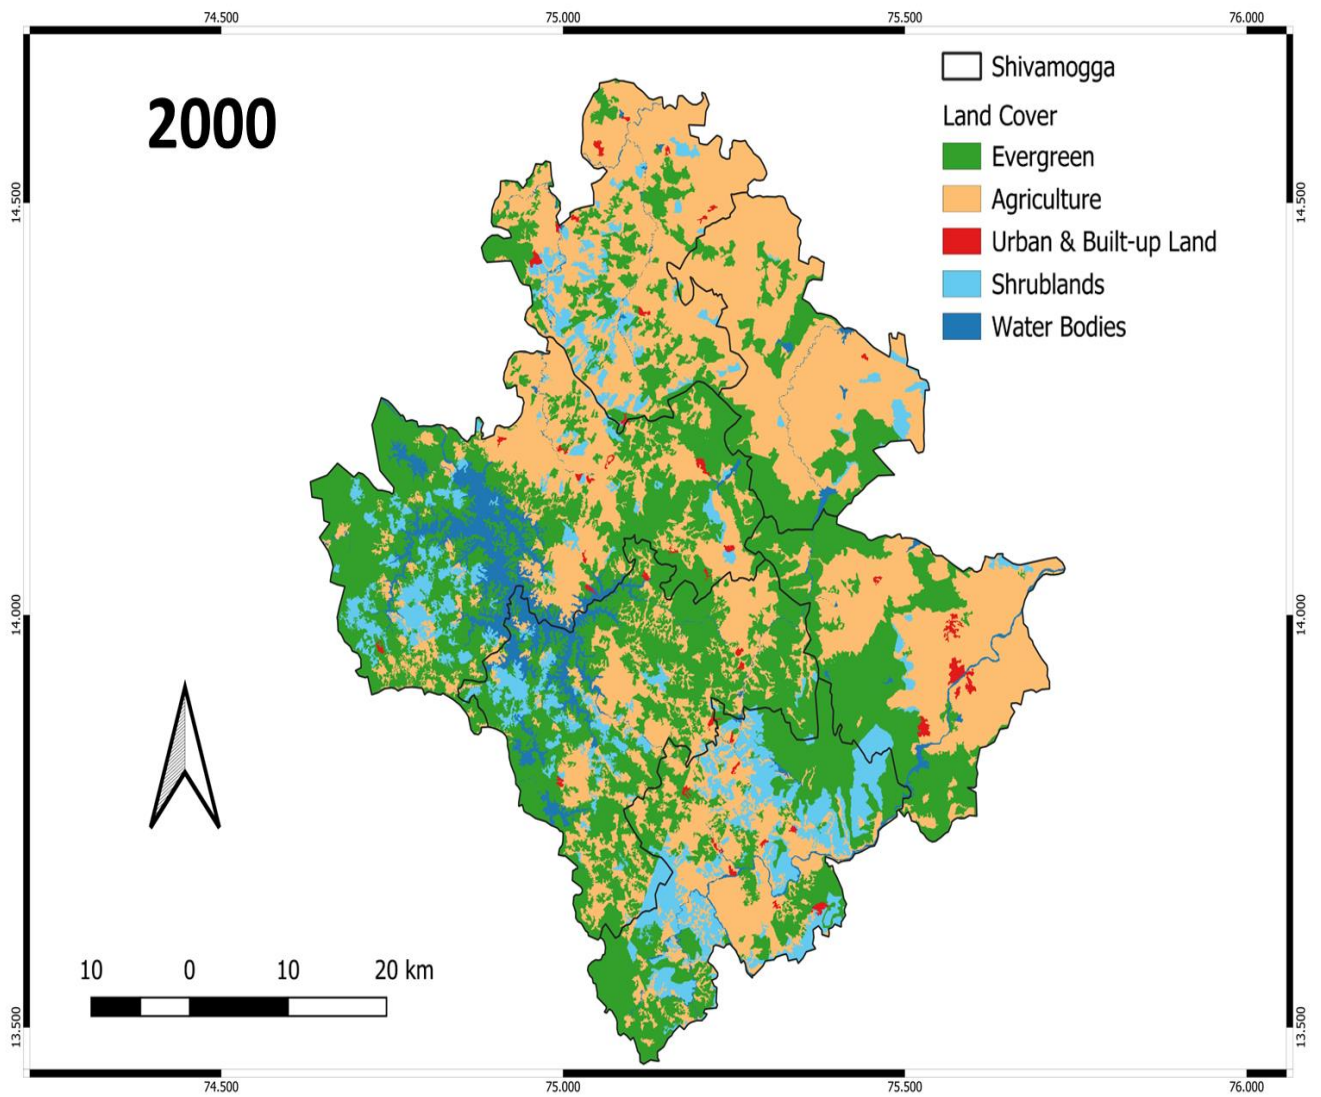 74.500 75.000 75.500 76.000
2000
Shivamogga
Land Cover
Evergreen
Agriculture
Urban & Built-up Land
Shrublands
Water Bodies
14.500 14.500
14.000 14.000
13.500 13.500
10 0 10 20 km
74.500 75.000 75.500 76.000